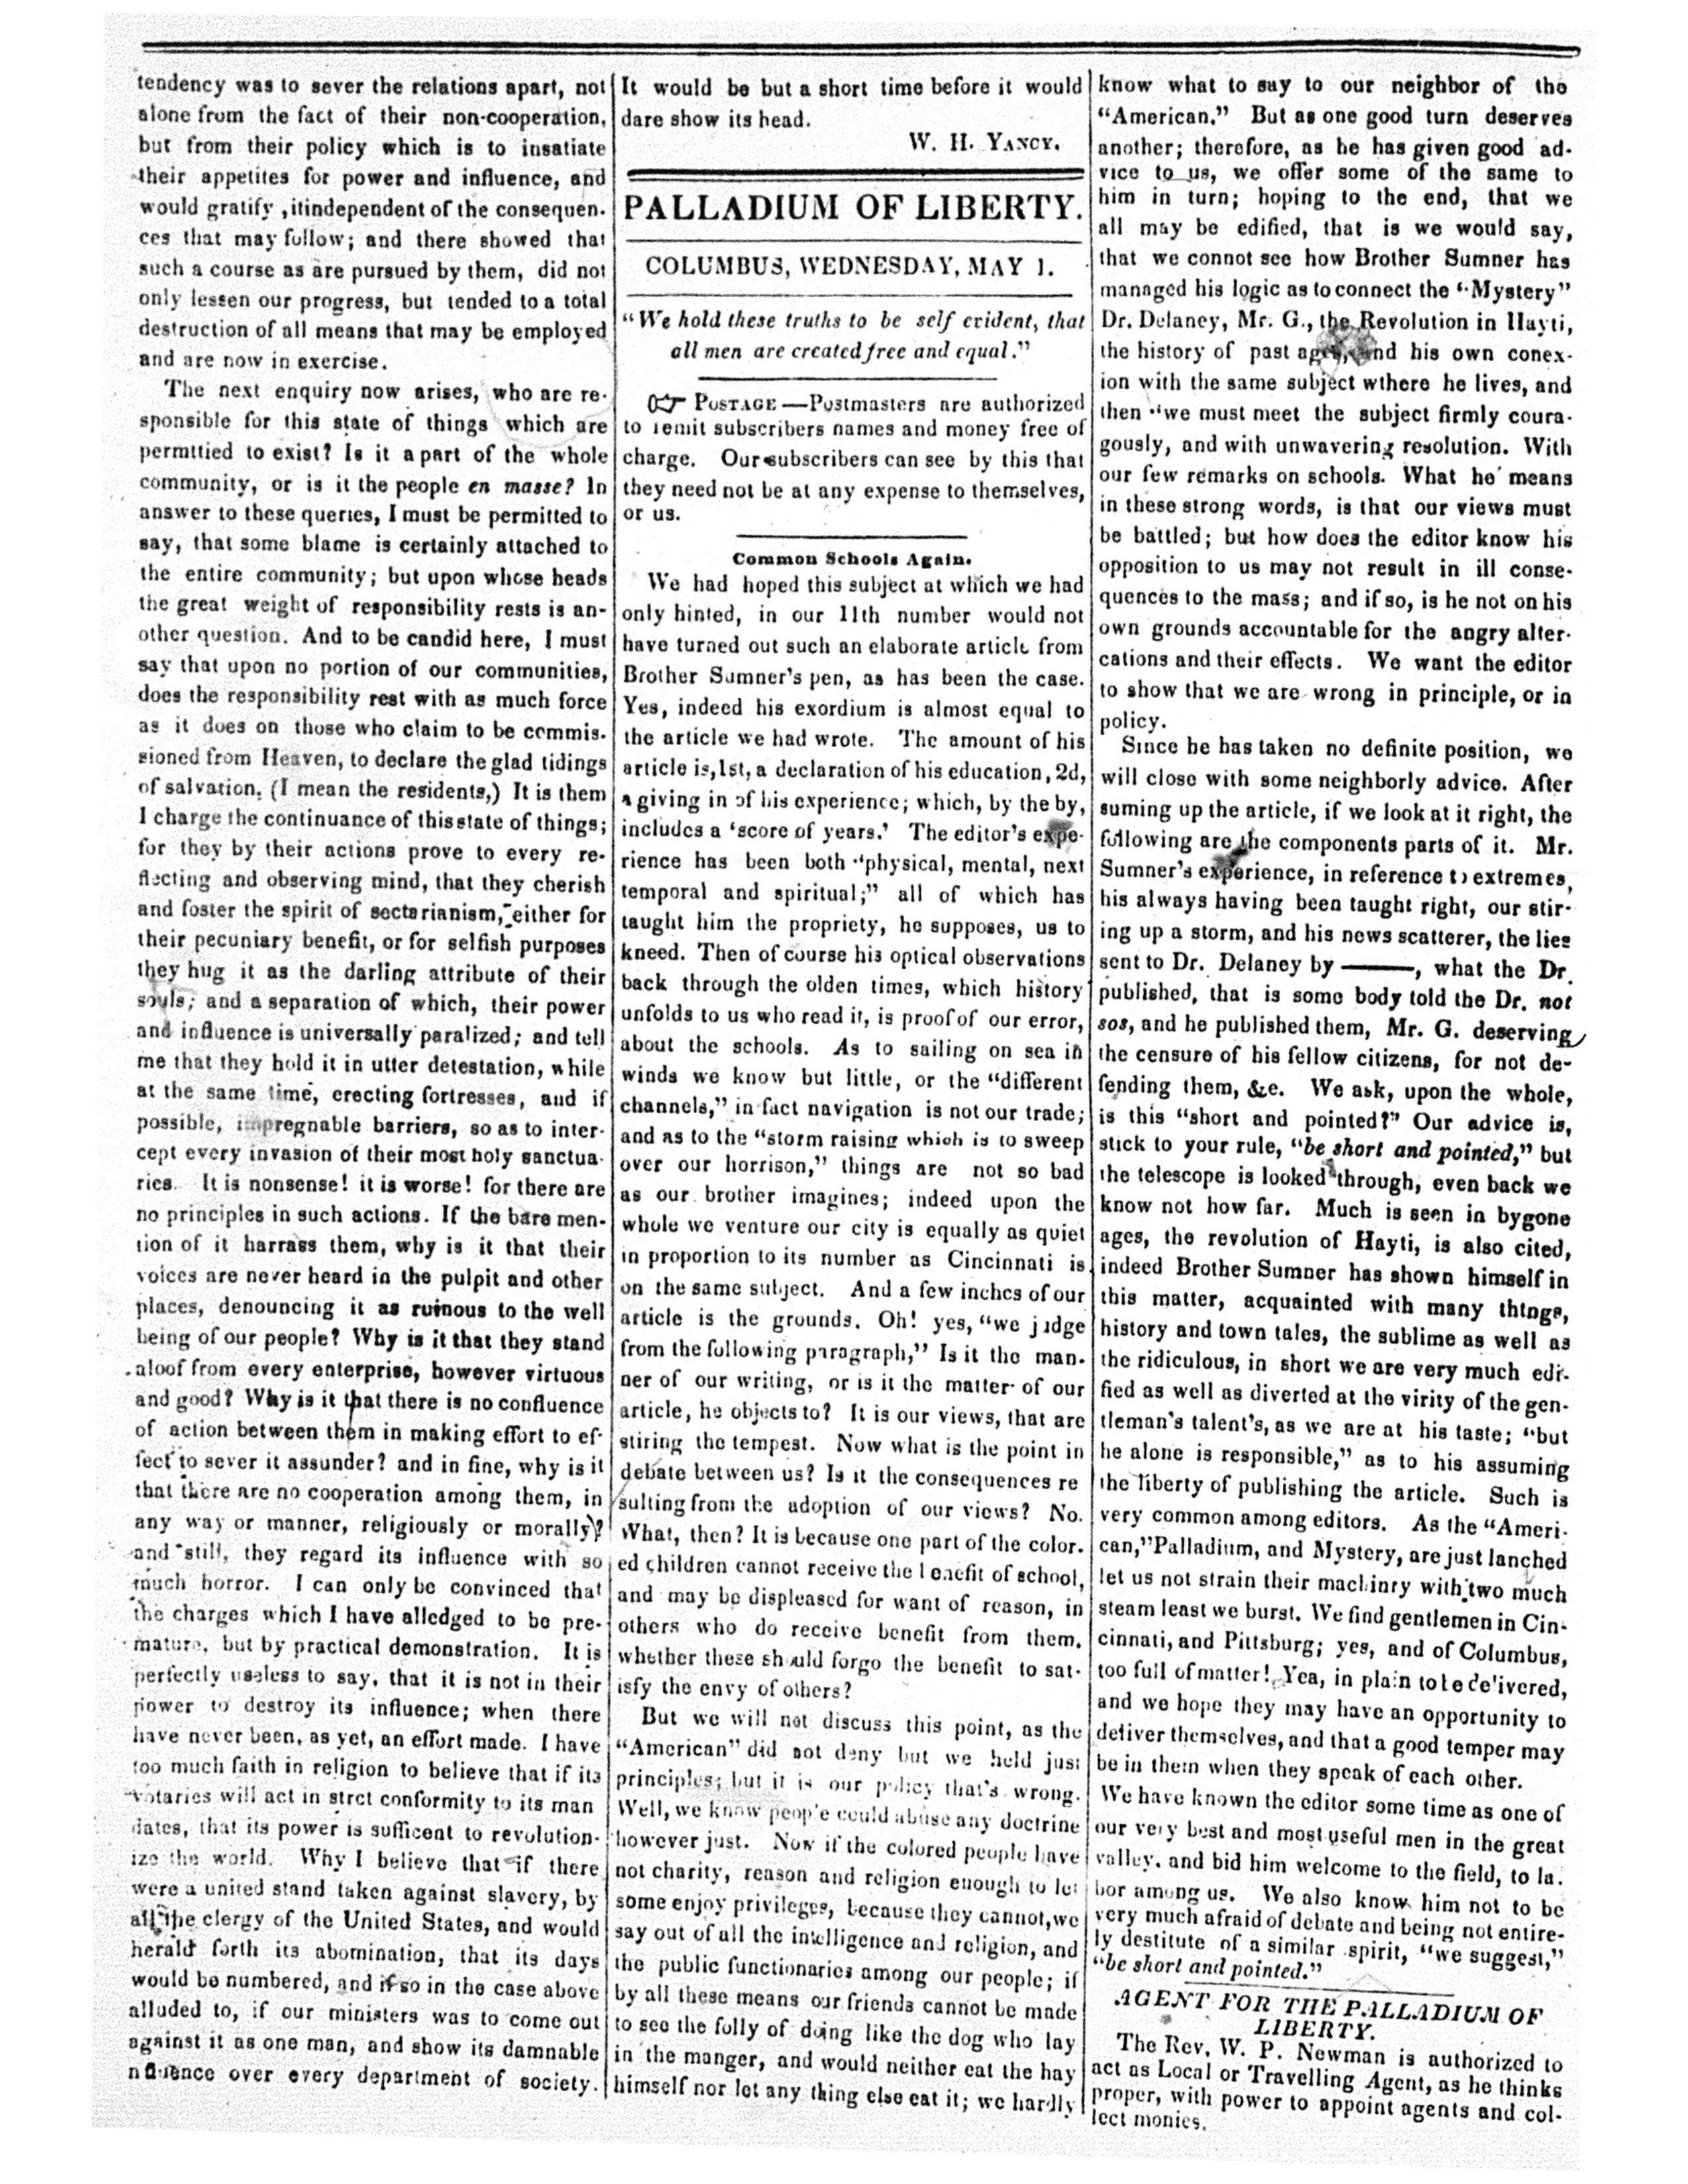 tendency was to sever the relations apart, not
alone from the fact of their non-cooperation,
but from their policy which is to insatiate
their appetites for power and influence, and
would gratify ,itindependent of the consequen.
ces that may follow; and there showed that
such a course as are pursued by them, did not
only lessen our progress, but tended to a total
destruction of all means that may be employed
and are now in exercise.
The next enquiry now arises, who are re-
sponsible for this state of things which are
permttied to exist? Is it a part of the whole
community, or is it the people en masse? In
answer to these queries, I must be permitted to
say, that some blame is certainly attached to
the entire community; but upon whose heads
the great weight of responsibility rests is an-
other question. And to be candid here, I must
say that upon no portion of our communities,
does the responsibility rest with as much force
as it does on those who claim to be commis-
sioned from Heaven, to declare the glad tidings
of salvation. (I mean the residents,) It is them
I charge the continuance of this state of things;
for they by their actions prove to every re-
flecting and observing mind, that they cherish
and foster the spirit of sectarianism, either for
their pecuniary benefit, or for selfish purposes
they hug it as the darling attribute of their
souls; and a separation of which, their power
and influence is universally paralized; and tell
me that they hold it in utter detestation, while
at the same time, erecting fortresses, and if
possible, impregnable barriers, so as to inter-
cept every invasion of their most holy sanctua-
ries. It is nonsense! it is worse! for there are
no principles in such actions. If the bare men-
tion of it harrass them, why is it that their
voices are never heard in the pulpit and other
places, denouncing it as ruinous to the well
being of our people? Why is it that they stand
aloof from every enterprise, however virtuous
and good? Why is it that there is no confluence
of action between them in making effort to ef-
fect to sever it assunder? and in fine, why is it
that there are no cooperation among them, in
any way or manner, religiously or morally?
and still, they regard its influence with so
much horror. I can only be convinced that
the charges which I have alledged to be pre-
mature, but by practical demonstration. It is
perfectly useless to say, that it is not in their
power to destroy its influence; when there
have never been, as yet, an effort made. I have
too much faith in religion to believe that if its
votaries will act in strct conformity to its man
dates, that its power is sufficent to revolution-
ize the world. Why I believe that if there
were a united stand taken against slavery, by
all the clergy of the United States, and would
herald forth its abomination, that its days
would be numbered, and if so in the case above
alluded to, if our ministers was to come out
against it as one man, and show its damnable
nfluence over every department of society.
It would be but a short time before it would
dare show its head.
W. H. YANCY.
PALLADIUM OF LIBERTY.
COLUMBUS, WEDNESDAY, MAY 1.
"We hold these truths to be self evident, that
all men are created free and equal."
☞ POSTAGE—Postmasters are authorized
to remit subscribers names and money free of
charge. Our subscribers can see by this that
they need not be at any expense to themselves,
or us.
Common Schools Again.
We had hoped this subject at which we had
only hinted, in our 11th number would not
have turned out such an elaborate article from
Brother Sumner's pen, as has been the case.
Yes, indeed his exordium is almost equal to
the article we had wrote. The amount of his
article is,1st, a declaration of his education, 2d,
a giving in of his experience; which, by the by,
includes a 'score of years.' The editor's expe-
rience has been both "physical, mental, next
temporal and spiritual;" all of which has
taught him the propriety, he supposes, us to
kneed. Then of course his optical observations
back through the olden times, which history
unfolds to us who read it, is proof of our error,
about the schools. As to sailing on sea in
winds we know but little, or the "different
channels," in fact navigation is not our trade;
and as to the "storm raising which is to sweep
over our horrison," things are not so bad
as our brother imagines; indeed upon the
whole we venture our city is equally as quiet
in proportion to its number as Cincinnati is
on the same subject. And a few inches of our
article is the grounds. Oh! yes, "we judge
from the following paragraph," Is it the man-
ner of our writing, or is it the matter of our
article, he objects to? It is our views, that are
stiring the tempest. Now what is the point in
debate between us? Is it the consequences re
sulting from the adoption of our views? No.
What, then? It is because one part of the color-
ed children cannot receive the benefit of school,
and may be displeased for want of reason, in
others who do receive benefit from them,
whether these should forgo the benefit to sat-
isfy the envy of others?
But we will not discuss this point, as the
"American" did not deny but we held just
principles; but it is our policy that's wrong.
Well, we know people could abuse any doctrine
however just. Now if the colored people have
not charity, reason and religion enough to let
some enjoy privileges, because they cannot, we
say out of all the intelligence and religion, and
the public functionaries among our people; if
by all these means our friends cannot be made
to see the folly of doing like the dog who lay
in the manger, and would neither eat the hay
himself nor let any thing else eat it; we hardly
know what to say to our neighbor of the
"American." But as one good turn deserves
another; therefore, as he has given good ad-
vice to us, we offer some of the same to
him in turn; hoping to the end, that we
all may be edified, that is we would say,
that we connot see how Brother Sumner has
managed his logic as to connect the "Mystery"
Dr. Delaney, Mr. G., the Revolution in Hayti,
the history of past ages, and his own conex-
ion with the same subject wthere he lives, and
then "we must meet the subject firmly coura-
gously, and with unwavering resolution. With
our few remarks on schools. What he means
in these strong words, is that our views must
be battled; but how does the editor know his
opposition to us may not result in ill conse-
quences to the mass; and if so, is he not on his
own grounds accountable for the angry alter-
cations and their effects. We want the editor
to show that we are wrong in principle, or in
policy.
Since he has taken no definite position, we
will close with some neighborly advice. After
suming up the article, if we look at it right, the
following are the components parts of it. Mr.
Sumner's experience, in reference to extremes,
his always having been taught right, our stir-
ing up a storm, and his news scatterer, the lies
sent to Dr. Delaney by ———, what the Dr.
published, that is some body told the Dr. not
sos, and he published them, Mr. G. deserving
the censure of his fellow citizens, for not de-
fending them, &e. We ask, upon the whole,
is this "short and pointed?" Our advice is,
stick to your rule, "be short and pointed," but
the telescope is looked through, even back we
know not how far. Much is seen in bygone
ages, the revolution of Hayti, is also cited,
indeed Brother Sumner has shown himself in
this matter, acquainted with many things,
history and town tales, the sublime as well as
the ridiculous, in short we are very much edi-
fied as well as diverted at the virity of the gen-
tleman's talent's, as we are at his taste; "but
he alone is responsible," as to his assuming
the liberty of publishing the article. Such is
very common among editors. As the "Ameri-
can,"Palladium, and Mystery, are just lanched
let us not strain their machinry with two much
steam least we burst. We find gentlemen in Cin-
cinnati, and Pittsburg; yes, and of Columbus,
too full of matter! Yea, in plain to be de'ivered,
and we hope they may have an opportunity to
deliver themselves, and that a good temper may
be in them when they speak of each other.
We have known the editor some time as one of
our very best and most useful men in the great
valley, and bid him welcome to the field, to la-
bor among us. We also know him not to be
very much afraid of debate and being not entire-
ly destitute of a similar spirit, "we suggest,"
"be short and pointed."
AGENT FOR THE PALLADIUM OF
LIBERTY.
The Rev. W. P. Newman is authorized to
act as Local or Travelling Agent, as he thinks
proper, with power to appoint agents and col-
lect monies.